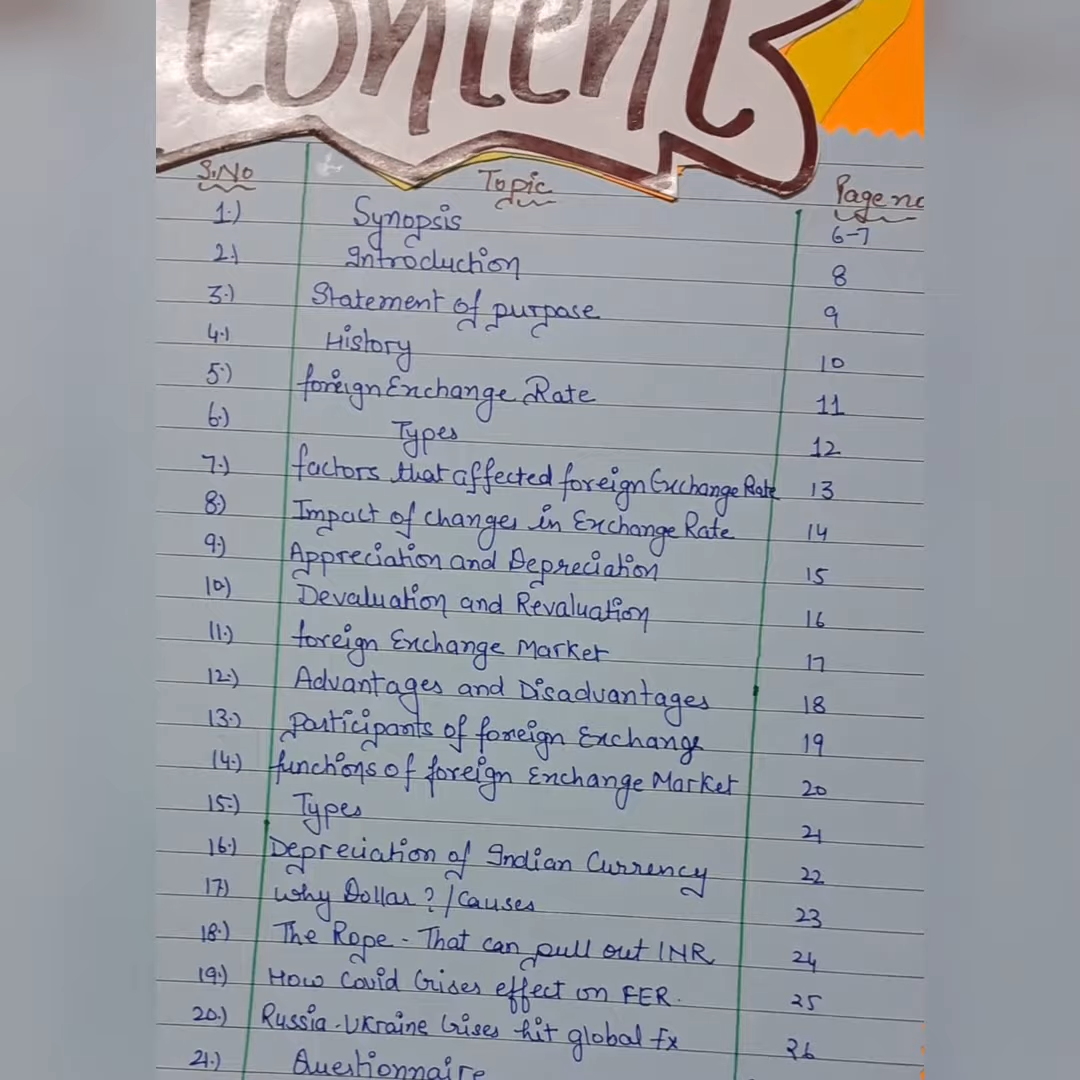 Content
S.No Topic Page no
1.) Synopsis 6-7
2.) Introduction 8
3.) Statement of purpose 9
4.) History 10
5.) foreign Exchange Rate 11
6.) Types 12
7.) factors that affected foreign Exchange Rate 13
8.) Impact of changes in Exchange Rate 14
9.) Appreciation and Depreciation 15
10) Devaluation and Revaluation 16
11.) foreign Exchange Market 17
12.) Advantages and Disadvantages 18
13.) participants of foreign Exchange 19
14.) functions of foreign Exchange Market 20
15.) Types 21
16.) Depreciation of Indian Currency 22
17) Why Dollar? / Causes 23
18.) The Rope - That can pull out INR 24
19.) How Covid Crises effect on FER. 25
20.) Russia-Ukraine Crises hit global fx 26
21.) Questionnaire